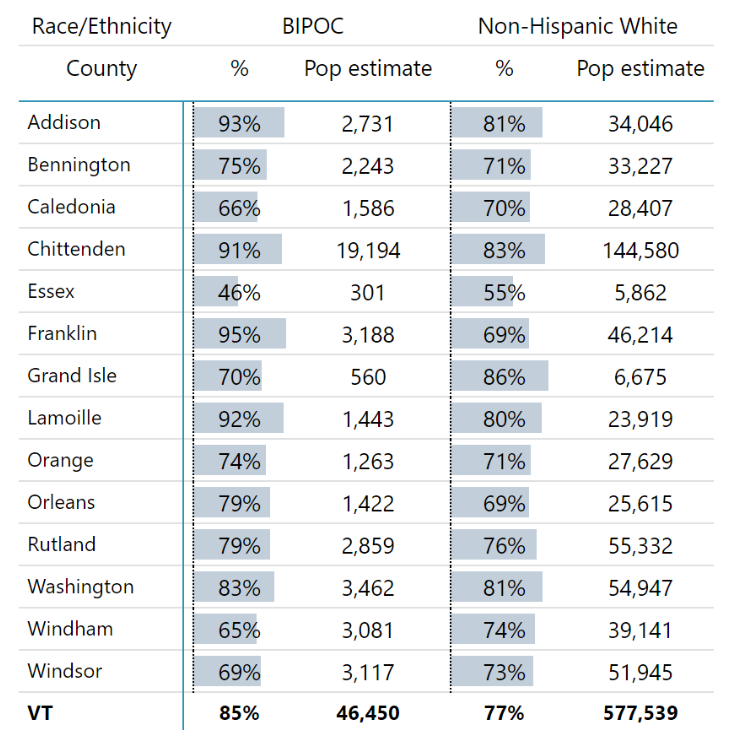 Race/Ethnicity BIPOC Non-Hispanic White
County % Pop estimate % Pop estimate
Addison 93% 2,731 81% 34,046
Bennington 75% 2,243 71% 33,227
Caledonia 66% 1,586 70% 28,407
Chittenden 91% 19,194 83% 144,580
Essex 46% 301 55% 5,862
Franklin 95% 3,188 69% 46,214
Grand Isle 70% 560 86% 6,675
Lamoille 92% 1,443 80% 23,919
Orange 74% 1,263 71% 27,629
Orleans 79% 1,422 69% 25,615
Rutland 79% 2,859 76% 55,332
Washington 83% 3,462 81% 54,947
Windham 65% 3,081 74% 39,141
Windsor 69% 3,117 73% 51,945
VT 85% 46,450 77% 577,539